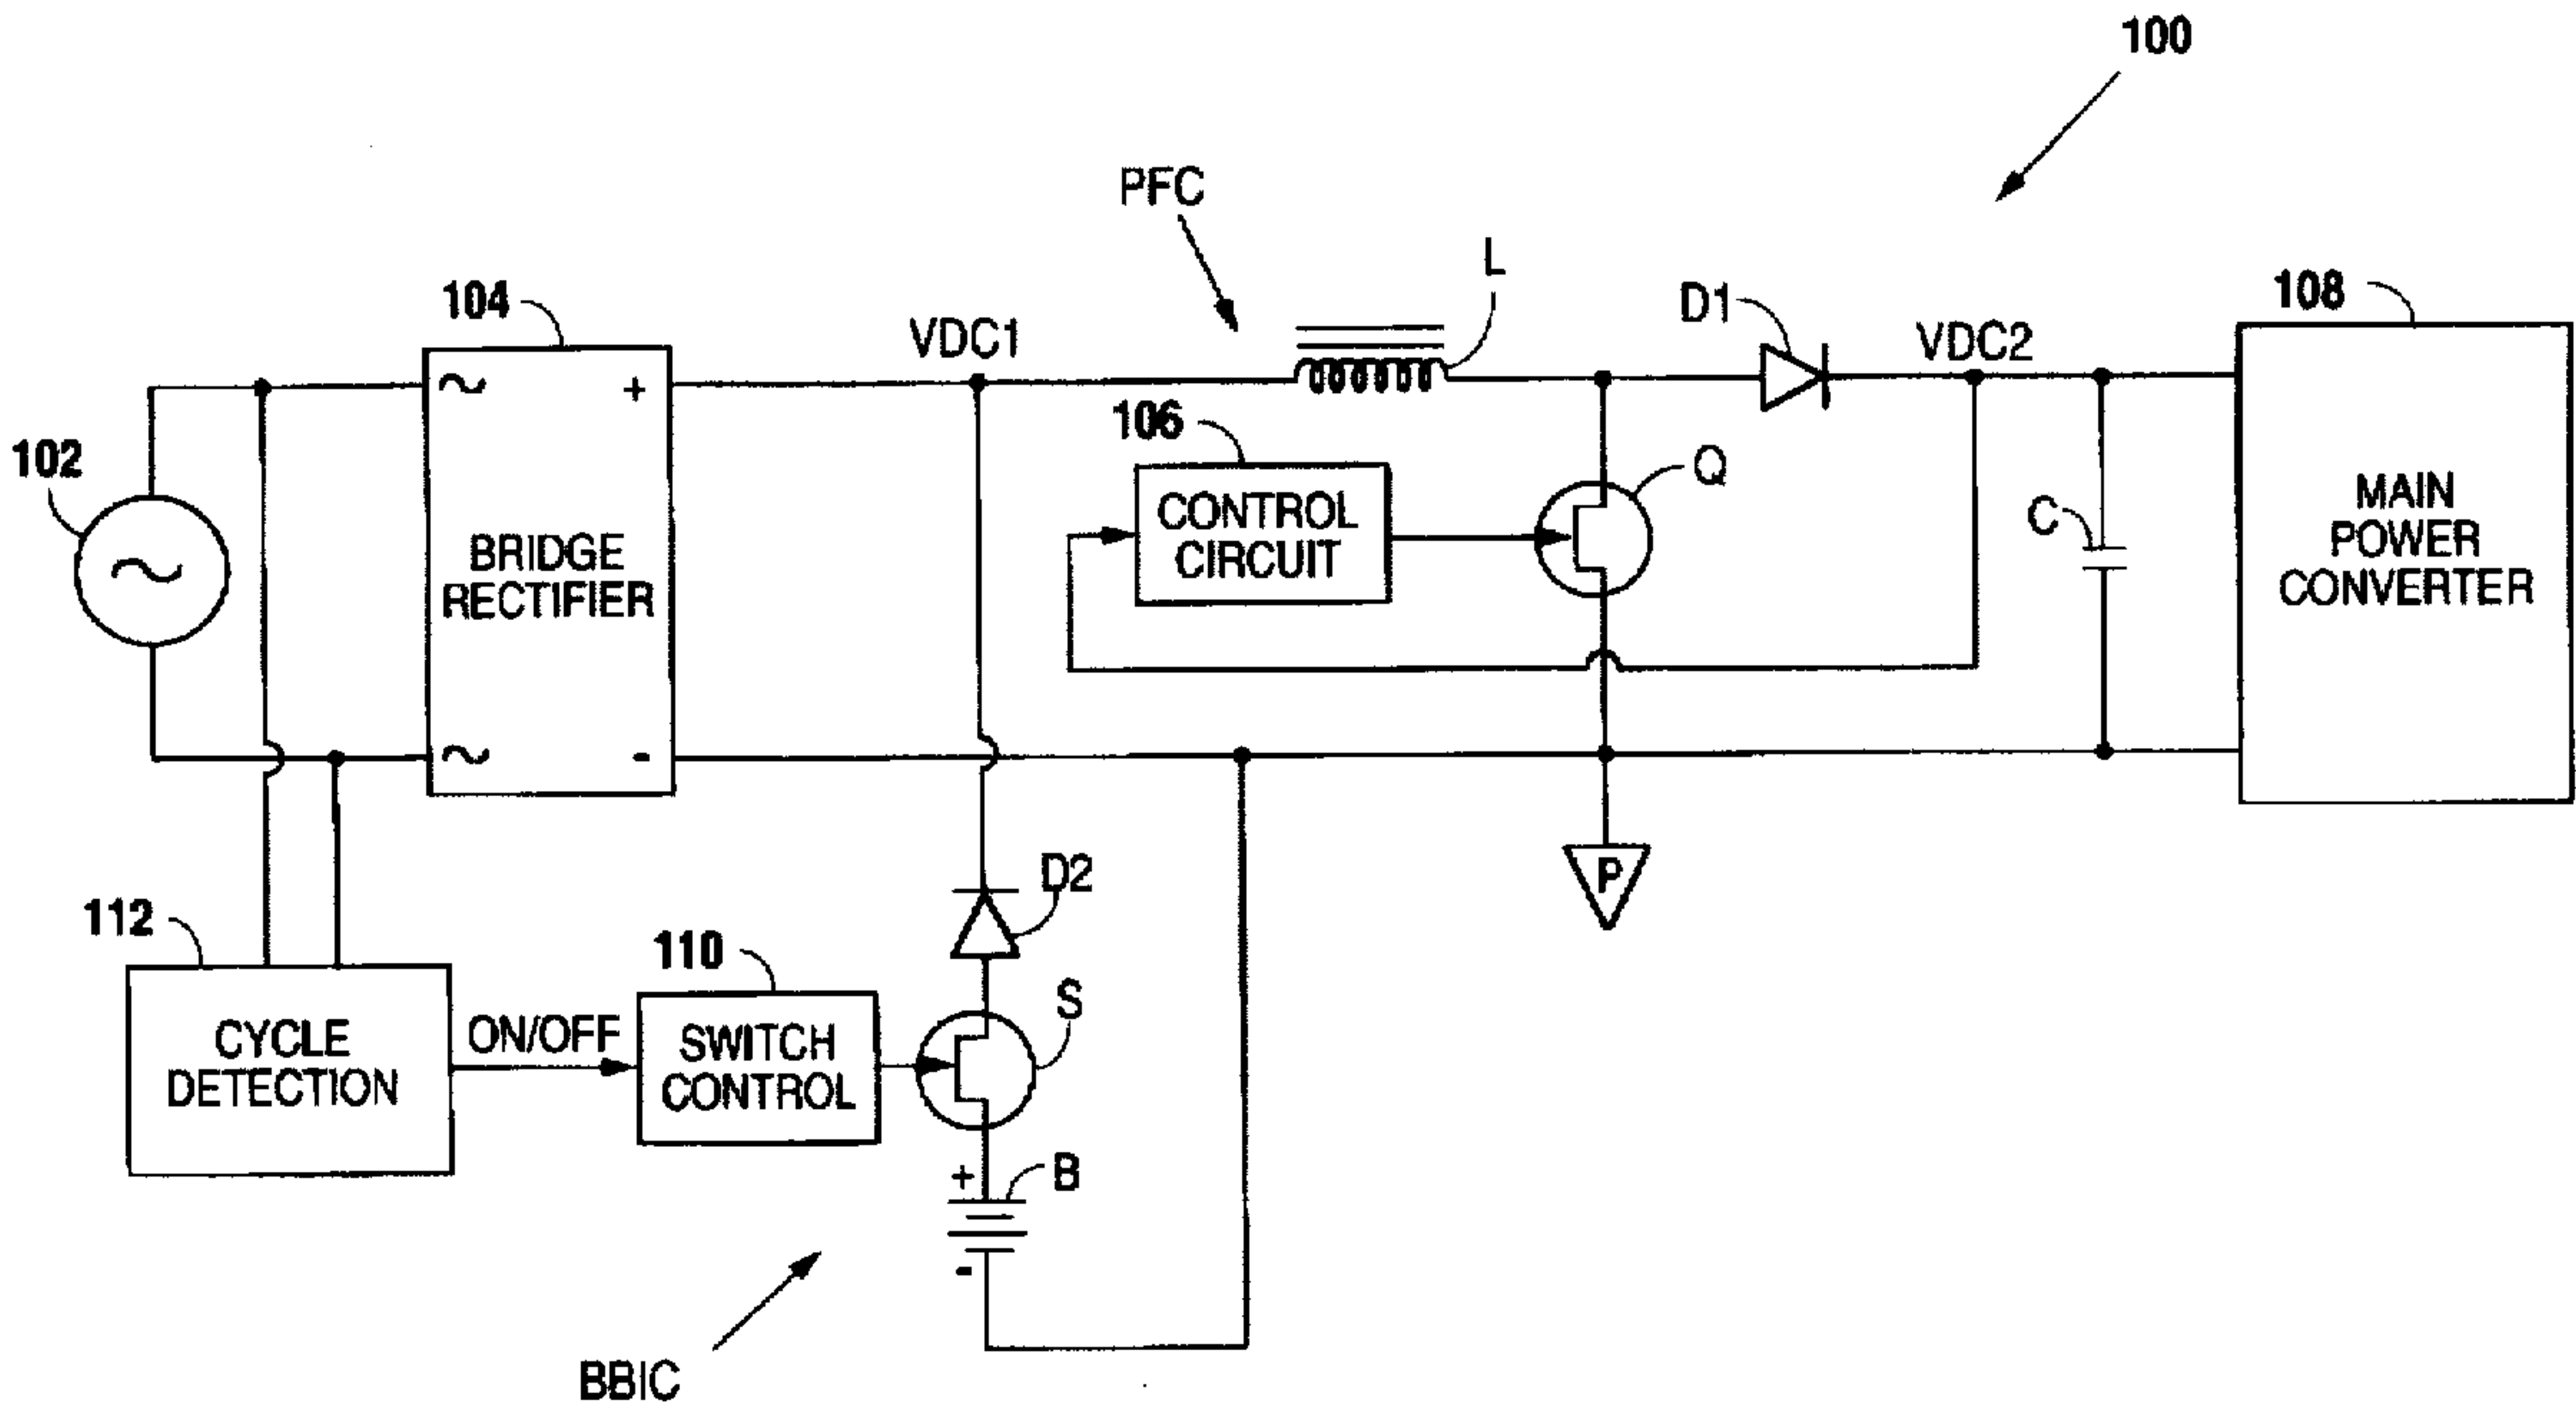 100
PFC
L
104
D1
108
VDC1
VDC2
~
+
102
106
Q
CONTROL
CIRCUIT
C
MAIN
POWER
CONVERTER
~
BRIDGE
RECTIFIER
~
-
P
D2
112
110
S
ON/OFF
CYCLE
DETECTION
SWITCH
CONTROL
+
B
-
BBIC